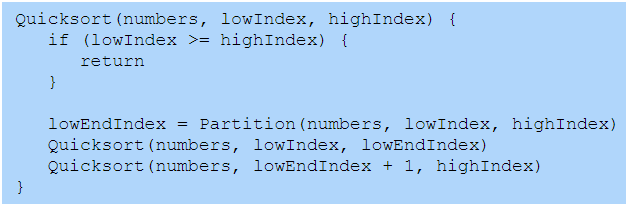 Quicksort(numbers, lowIndex, highIndex) {
   if (lowIndex >= highIndex) {
      return
   }

   lowEndIndex = Partition(numbers, lowIndex, highIndex)
   Quicksort(numbers, lowIndex, lowEndIndex)
   Quicksort(numbers, lowEndIndex + 1, highIndex)
}